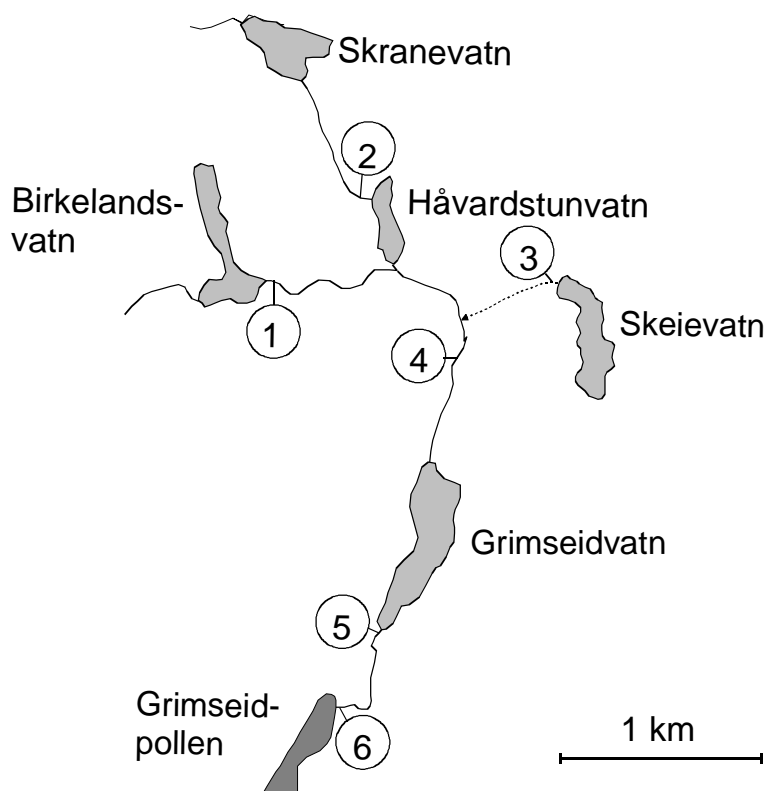 Skranevatn
2
Birkelands-
vatn
Håvardstunvatn
3
Skeievatn
1
4
Grimseidvatn
5
Grimseid-
pollen
6
1 km